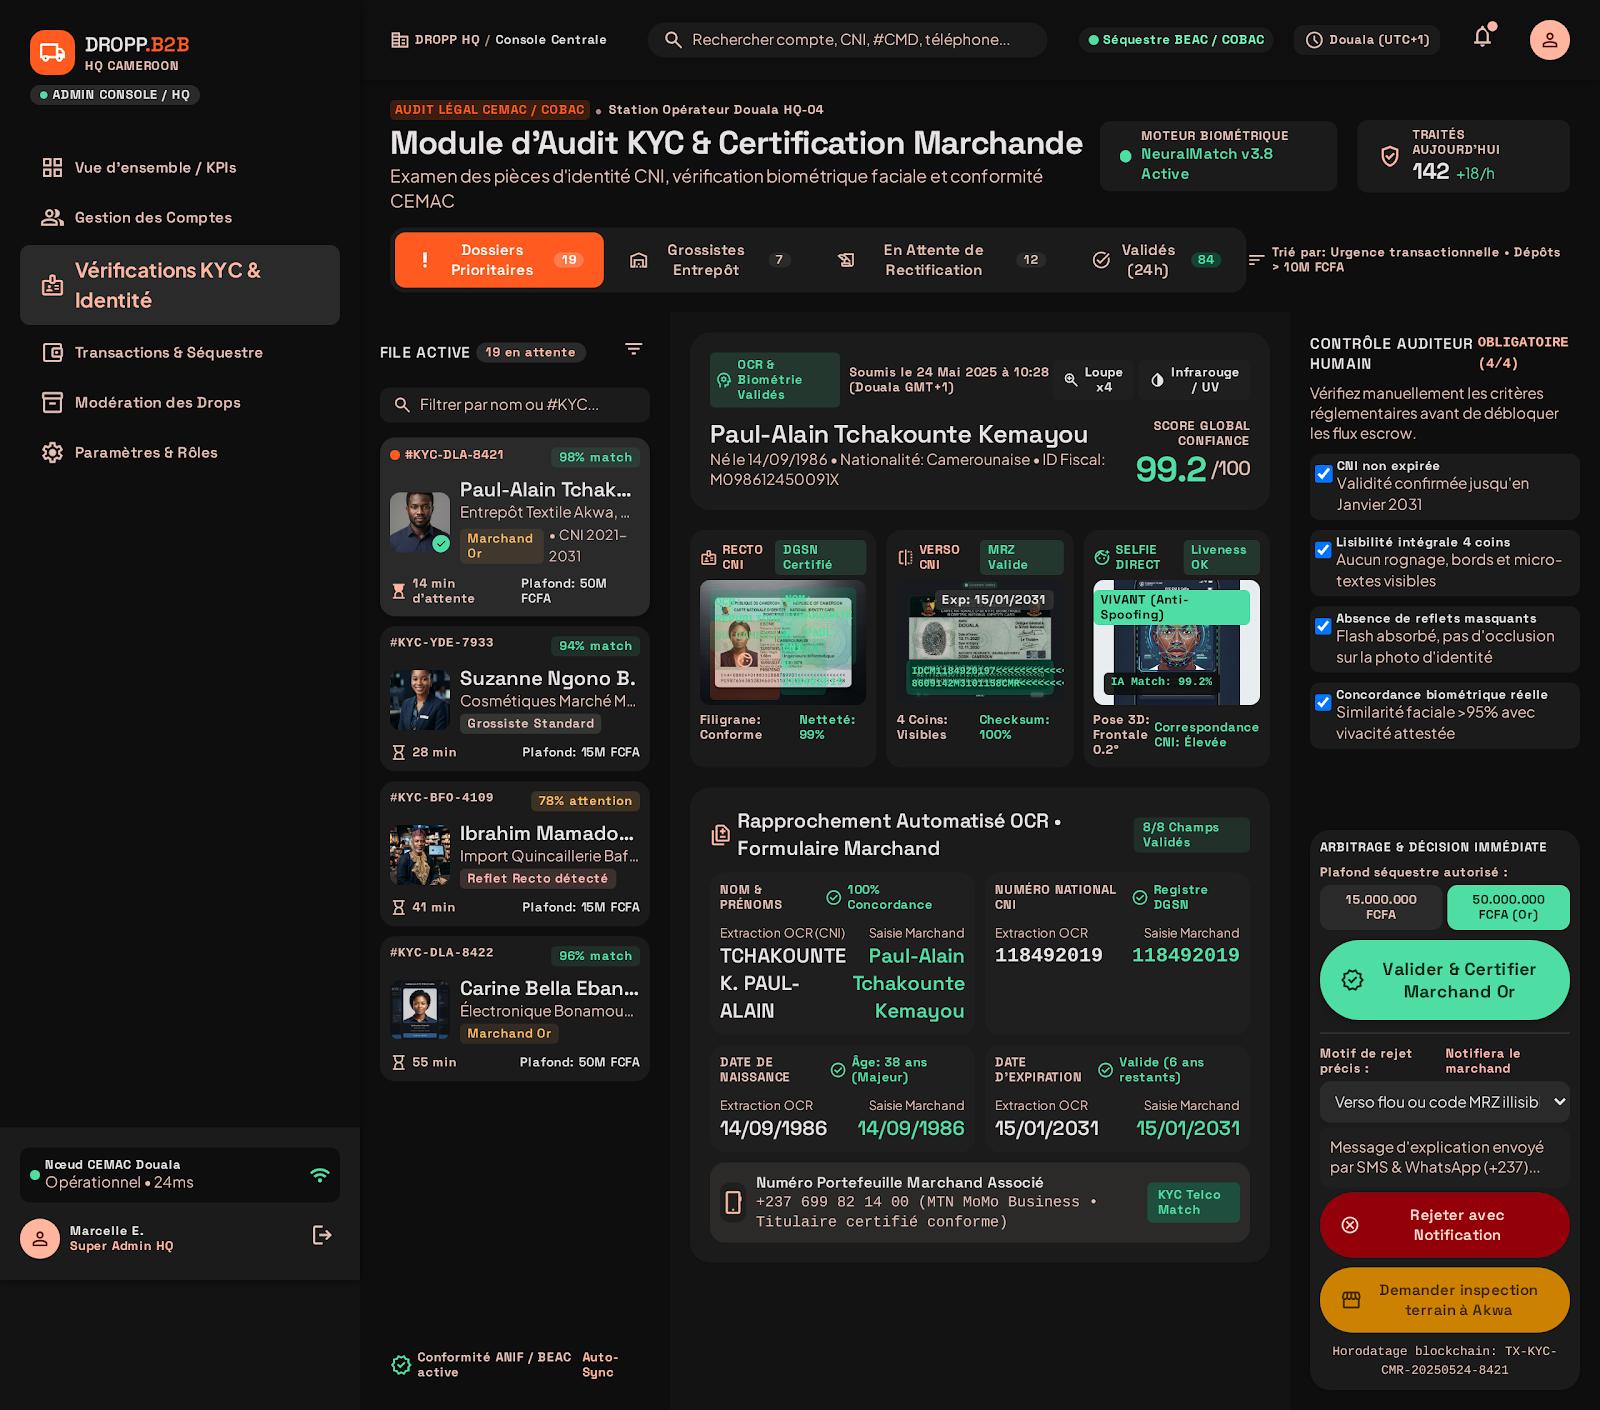 DROPP.B2B
HQ CAMEROON
ADMIN CONSOLE / HQ
Vue d'ensemble / KPIs
Gestion des Comptes
Vérifications KYC &
Identité
Transactions & Séquestre
Modération des Drops
Paramètres & Rôles
Nœud CEMAC Douala
Opérationnel • 24ms
Marcelle E.
Super Admin HQ
DROPP HQ / Console Centrale
Rechercher compte, CNI, #CMD, téléphone...
Séquestre BEAC / COBAC
Douala (UTC+1)
AUDIT LÉGAL CEMAC / COBAC • Station Opérateur Douala HQ-04
Module d'Audit KYC & Certification Marchande
Examen des pièces d'identité CNI, vérification biométrique faciale et conformité
CEMAC
MOTEUR BIOMÉTRIQUE
NeuralMatch v3.8
Active
TRAITÉS
AUJOURD'HUI
142 +18/h
Dossiers
Prioritaires
19
Grossistes
Entrepôt
7
En Attente de
Rectification
12
Validés
(24h)
84
Trié par: Urgence transactionnelle • Dépôts
> 10M FCFA
FILE ACTIVE
19 en attente
Filtrer par nom ou #KYC...
#KYC-DLA-8421
98% match
Paul-Alain Tchak...
Entrepôt Textile Akwa, ...
Marchand
Or
• CNI 2021–
2031
14 min
d'attente
Plafond: 50M
FCFA
#KYC-YDE-7933
94% match
Suzanne Ngono B.
Cosmétiques Marché M...
Grossiste Standard
28 min
Plafond: 15M FCFA
#KYC-BFO-4109
78% attention
Ibrahim Mamado...
Import Quincaillerie Baf...
Reflet Recto détecté
41 min
Plafond: 15M FCFA
#KYC-DLA-8422
96% match
Carine Bella Eban...
Électronique Bonamou...
Marchand Or
55 min
Plafond: 50M FCFA
Conformité ANIF / BEAC
active
Auto-
Sync
OCR &
Biométrie
Validés
Soumis le 24 Mai 2025 à 10:28
(Douala GMT+1)
Loupe
x4
Infrarouge
/ UV
Paul-Alain Tchakounte Kemayou
Né le 14/09/1986 • Nationalité: Camerounaise • ID Fiscal:
M098612450091X
SCORE GLOBAL
CONFIANCE
99.2 /100
RECTO
CNI
DGSN
Certifié
Filigrane:
Conforme
Netteté:
99%
VERSO
CNI
MRZ
Valide
Exp: 15/01/2031
DOUALA
IDCM1184920197<<<<<<<<<<<
8609142M3101158CMR<<<<<<<
4 Coins:
Visibles
Checksum:
100%
SELFIE
DIRECT
Liveness
OK
VIVANT (Anti-
Spoofing)
IA Match: 99.2%
Pose 3D:
Frontale
0.2°
Correspondance
CNI: Élevée
Rapprochement Automatisé OCR •
Formulaire Marchand
8/8 Champs
Validés
NOM &
PRÉNOMS
100%
Concordance
Extraction OCR (CNI)
Saisie Marchand
TCHAKOUNTE
K. PAUL-
ALAIN
Paul-Alain
Tchakounte
Kemayou
NUMÉRO NATIONAL
CNI
Registre
DGSN
Extraction OCR
Saisie Marchand
118492019
118492019
DATE DE
NAISSANCE
Âge: 38 ans
(Majeur)
Extraction OCR
Saisie Marchand
14/09/1986
14/09/1986
DATE
D'EXPIRATION
Valide (6 ans
restants)
Extraction OCR
Saisie Marchand
15/01/2031
15/01/2031
Numéro Portefeuille Marchand Associé
+237 699 82 14 00 (MTN MoMo Business •
Titulaire certifié conforme)
KYC Telco
Match
CONTRÔLE AUDITEUR
HUMAIN
OBLIGATOIRE
(4/4)
Vérifiez manuellement les critères
réglementaires avant de débloquer
les flux escrow.
CNI non expirée
Validité confirmée jusqu'en
Janvier 2031
Lisibilité intégrale 4 coins
Aucun rognage, bords et micro-
textes visibles
Absence de reflets masquants
Flash absorbé, pas d'occlusion
sur la photo d'identité
Concordance biométrique réelle
Similarité faciale >95% avec
vivacité attestée
ARBITRAGE & DÉCISION IMMÉDIATE
Plafond séquestre autorisé :
15.000.000
FCFA
50.000.000
FCFA (Or)
Valider & Certifier
Marchand Or
Motif de rejet
précis :
Notifiera le
marchand
Verso flou ou code MRZ illisib
Message d'explication envoyé
par SMS & WhatsApp (+237)...
Rejeter avec
Notification
Demander inspection
terrain à Akwa
Horodatage blockchain: TX-KYC-
CMR-20250524-8421